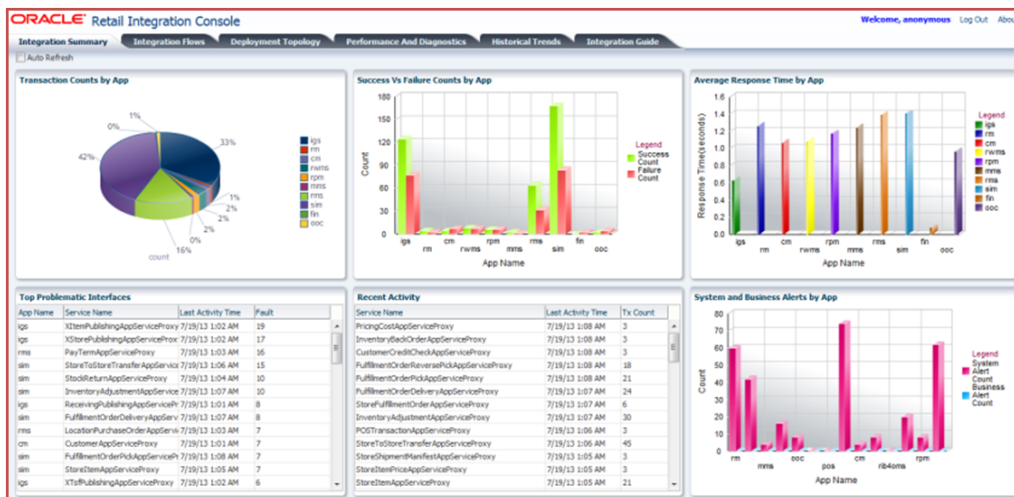 ORACLE Retail Integration Console
Welcome, anonymous Log Out Abou
Integration Summary Integration Flows Deployment Topology Performance And Diagnostics Historical Trends Integration Guide
Auto Refresh
Transaction Counts by App
1%
0%
33%
42%
1%
2%
2%
0%
16%
count
igs
rm
cm
rwms
rpm
mms
rms
sim
fin
ooc
Success Vs Failure Counts by App
180
150
120
90
60
30
0
Count
igs rm cm rwms rpm mms rms sim fin ooc
App Name
Legend
Success Count
Failure Count
Average Response Time by App
1.6
1.4
1.2
1.0
0.8
0.6
0.4
0.2
0.0
Response Time(seconds)
igs rm cm rwms rpm mms rms sim fin ooc
App Name
Legend
igs
rm
cm
rwms
rpm
mms
rms
sim
fin
ooc
Top Problematic Interfaces
App Name Service Name Last Activity Time Fault
igs XItemPublishingAppServiceProxy 7/19/13 1:02 AM 19
igs XStorePublishingAppServiceProx 7/19/13 1:02 AM 17
rms PayTermAppServiceProxy 7/19/13 1:03 AM 16
sim StoreToStoreTransferAppServic 7/19/13 1:06 AM 15
sim StockReturnAppServiceProxy 7/19/13 1:04 AM 10
sim InventoryAdjustmentAppService 7/19/13 1:07 AM 10
igs ReceivingPublishingAppServicePr 7/19/13 1:01 AM 8
sim FulfillmentOrderDeliveryAppServ 7/19/13 1:07 AM 8
rms LocationPurchaseOrderAppServi 7/19/13 1:03 AM 7
cm CustomerAppServiceProxy 7/19/13 1:01 AM 7
sim FulfillmentOrderPickAppServiceP 7/19/13 1:08 AM 7
sim StoreItemAppServiceProxy 7/19/13 1:05 AM 7
igs XTsfPublishingAppServiceProxy 7/19/13 1:02 AM 6
Recent Activity
Service Name Last Activity Time Tx Count
PricingCostAppServiceProxy 7/19/13 1:08 AM 3
InventoryBackOrderAppServiceProxy 7/19/13 1:08 AM 3
CustomerCreditCheckAppServiceProxy 7/19/13 1:08 AM 3
FulfillmentOrderReversePickAppServiceProxy 7/19/13 1:08 AM 18
FulfillmentOrderPickAppServiceProxy 7/19/13 1:08 AM 21
FulfillmentOrderDeliveryAppServiceProxy 7/19/13 1:07 AM 24
StoreFulfillmentOrderAppServiceProxy 7/19/13 1:07 AM 6
InventoryAdjustmentAppServiceProxy 7/19/13 1:07 AM 30
POSTransactionAppServiceProxy 7/19/13 1:06 AM 3
StoreToStoreTransferAppServiceProxy 7/19/13 1:06 AM 45
StoreShipmentManifestAppServiceProxy 7/19/13 1:05 AM 3
StoreItemPriceAppServiceProxy 7/19/13 1:05 AM 3
StoreItemAppServiceProxy 7/19/13 1:05 AM 21
System and Business Alerts by App
80
70
60
50
40
30
20
10
0
Count
rm mms ooc pos cm rib4oms rpm
App Name
Legend
System
Alert
Count
Business
Alert
Count